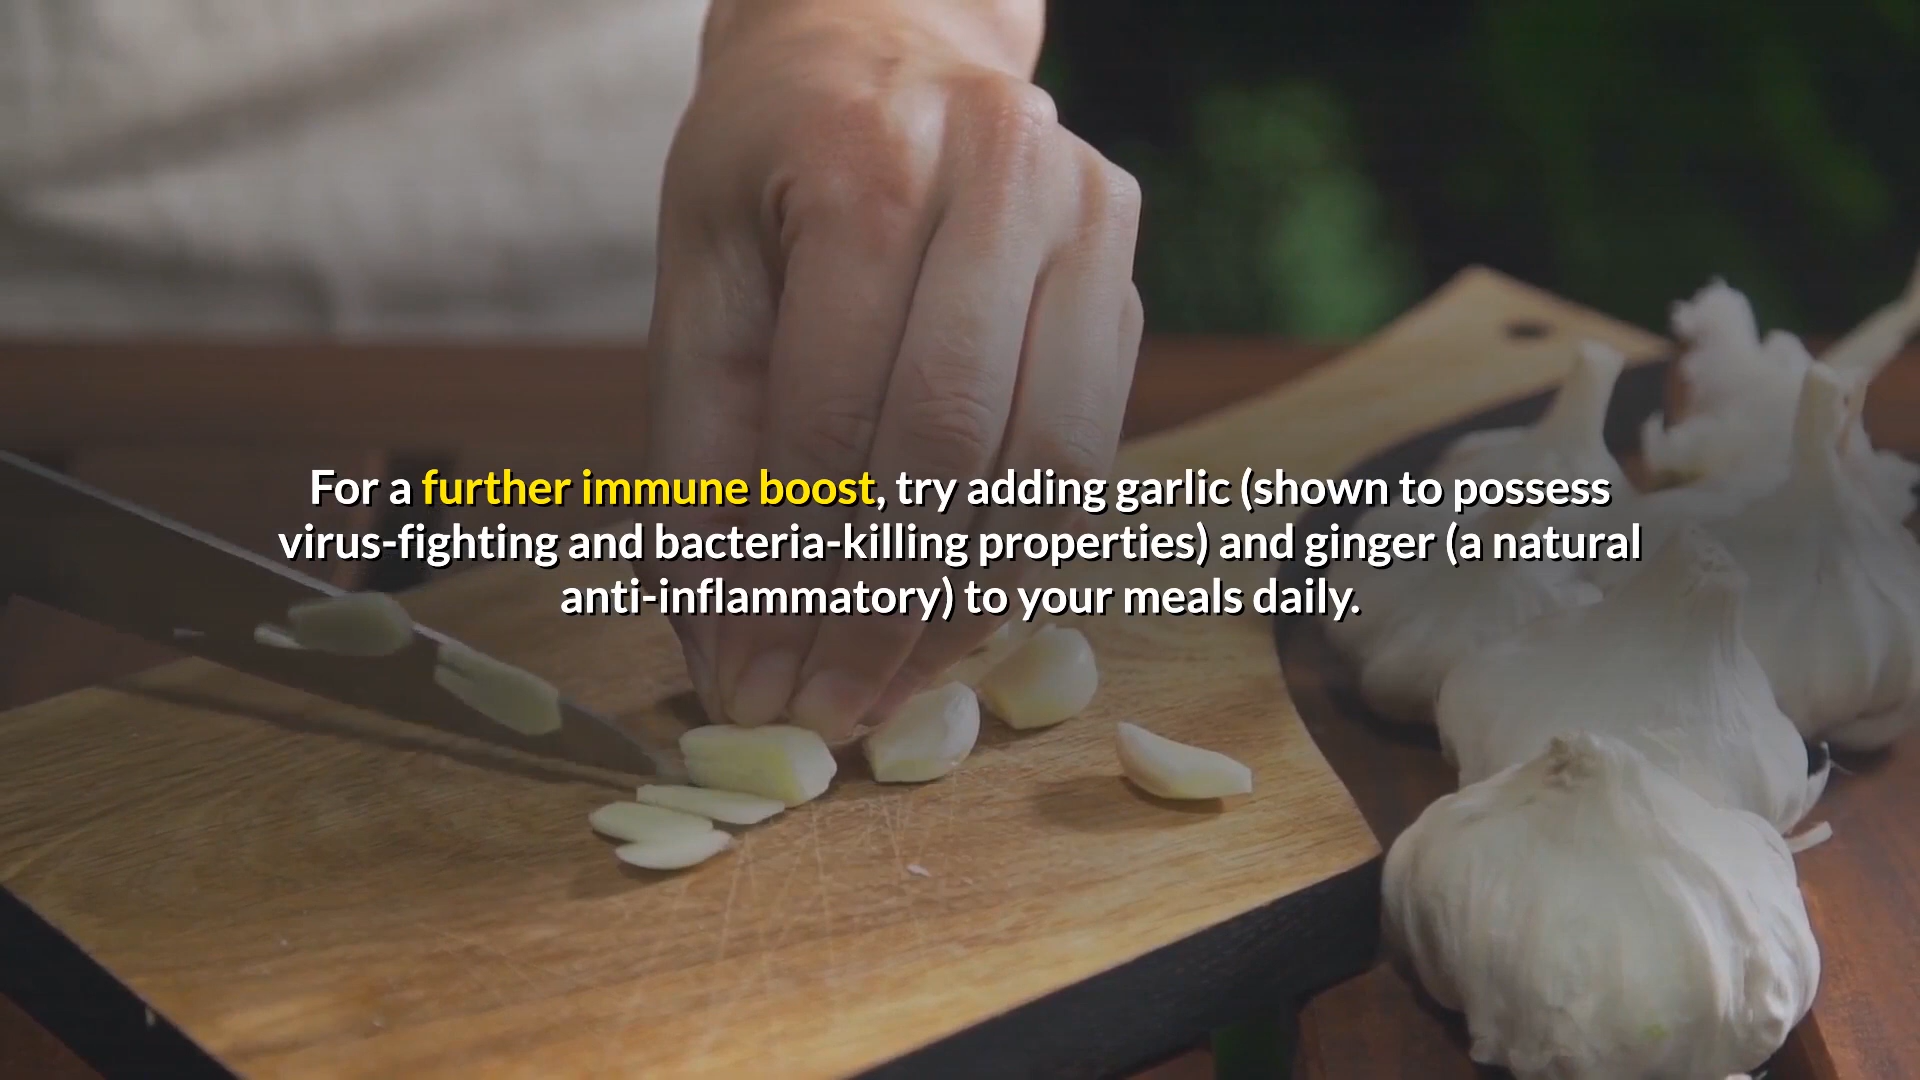 For a further immune boost, try adding garlic (shown to possess
virus-fighting and bacteria-killing properties) and ginger (a natural
anti-inflammatory) to your meals daily.